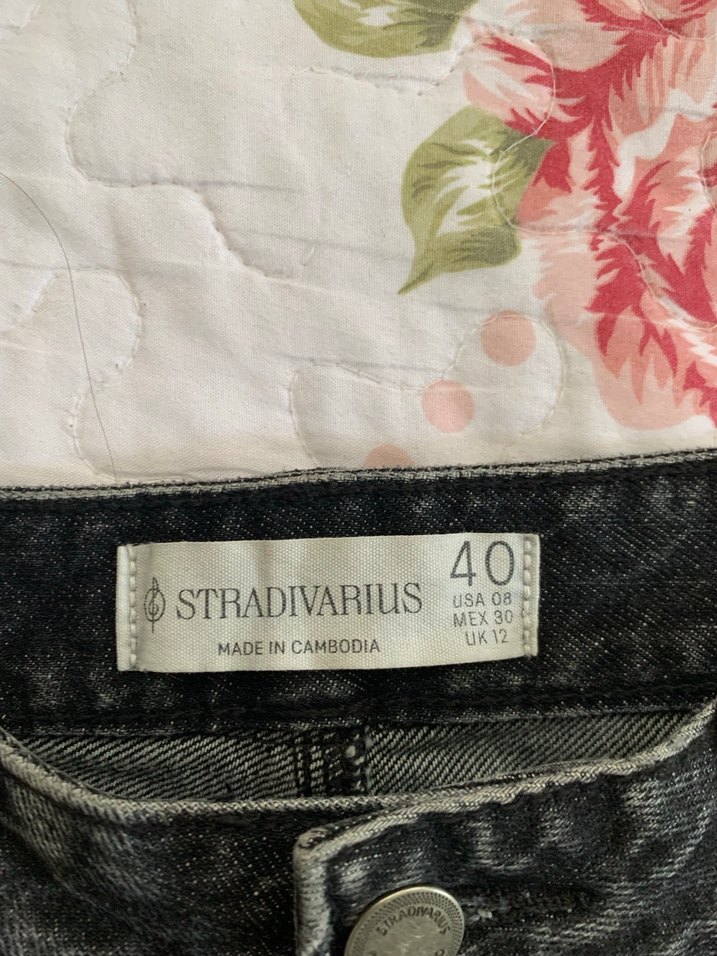 STRADIVARIUS
MADE IN CAMBODIA
40
USA 08
MEX 30
UK 12
STRADIVARIUS